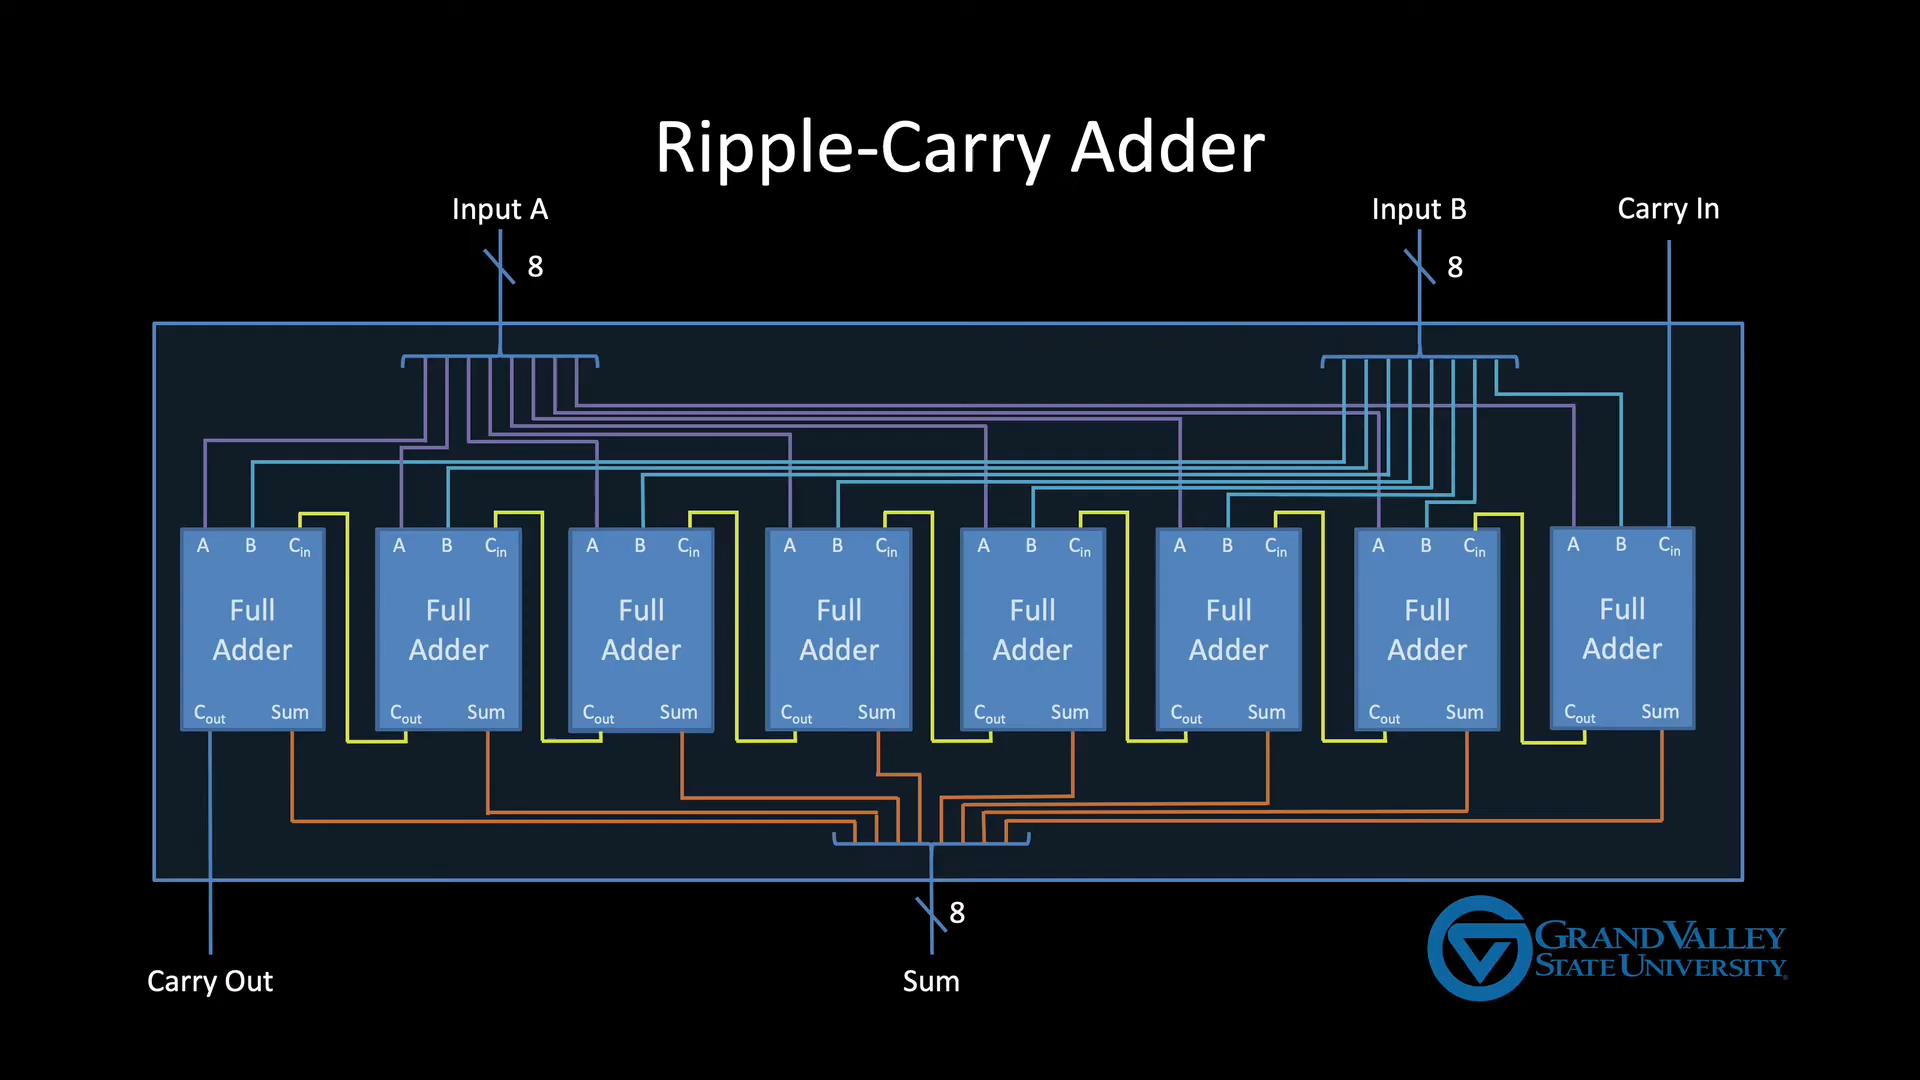 Ripple-Carry Adder
Input A
Input B
Carry In
8
8
A B Cin
A B Cin
A B Cin
A B Cin
A B Cin
A B Cin
A B Cin
A B Cin
Full
Adder
Full
Adder
Full
Adder
Full
Adder
Full
Adder
Full
Adder
Full
Adder
Full
Adder
Cout Sum
Cout Sum
Cout Sum
Cout Sum
Cout Sum
Cout Sum
Cout Sum
Cout Sum
8
Carry Out
Sum
GRAND VALLEY
STATE UNIVERSITY